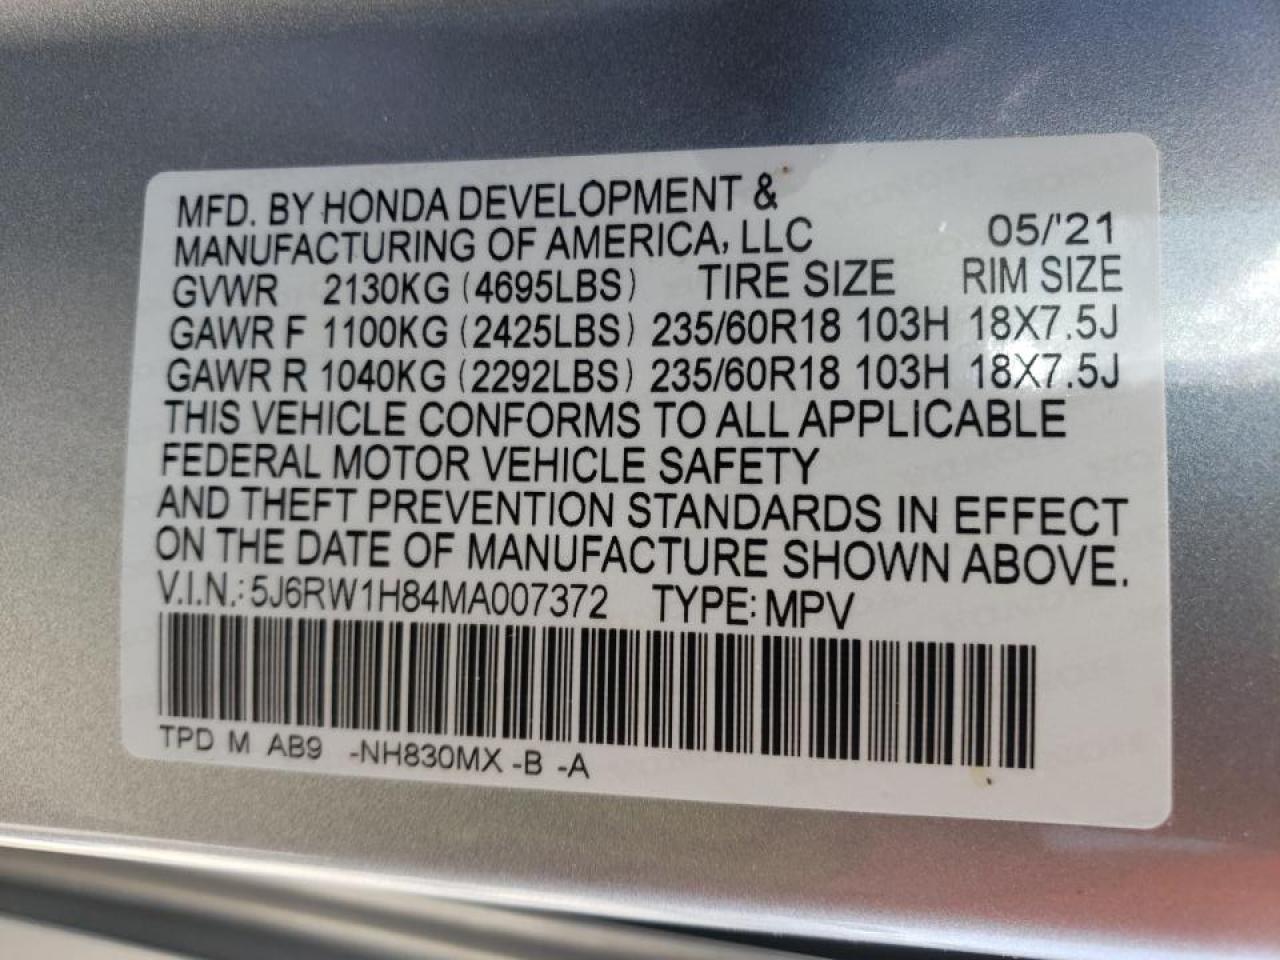 MFD. BY HONDA DEVELOPMENT &
MANUFACTURING OF AMERICA, LLC 05/'21
GVWR 2130KG (4695LBS) TIRE SIZE RIM SIZE
GAWR F 1100KG (2425LBS) 235/60R18 103H 18X7.5J
GAWR R 1040KG (2292LBS) 235/60R18 103H 18X7.5J
THIS VEHICLE CONFORMS TO ALL APPLICABLE
FEDERAL MOTOR VEHICLE SAFETY
AND THEFT PREVENTION STANDARDS IN EFFECT
ON THE DATE OF MANUFACTURE SHOWN ABOVE.
V.I.N.: 5J6RW1H84MA007372 TYPE: MPV
TPD M AB9 -NH830MX -B -A